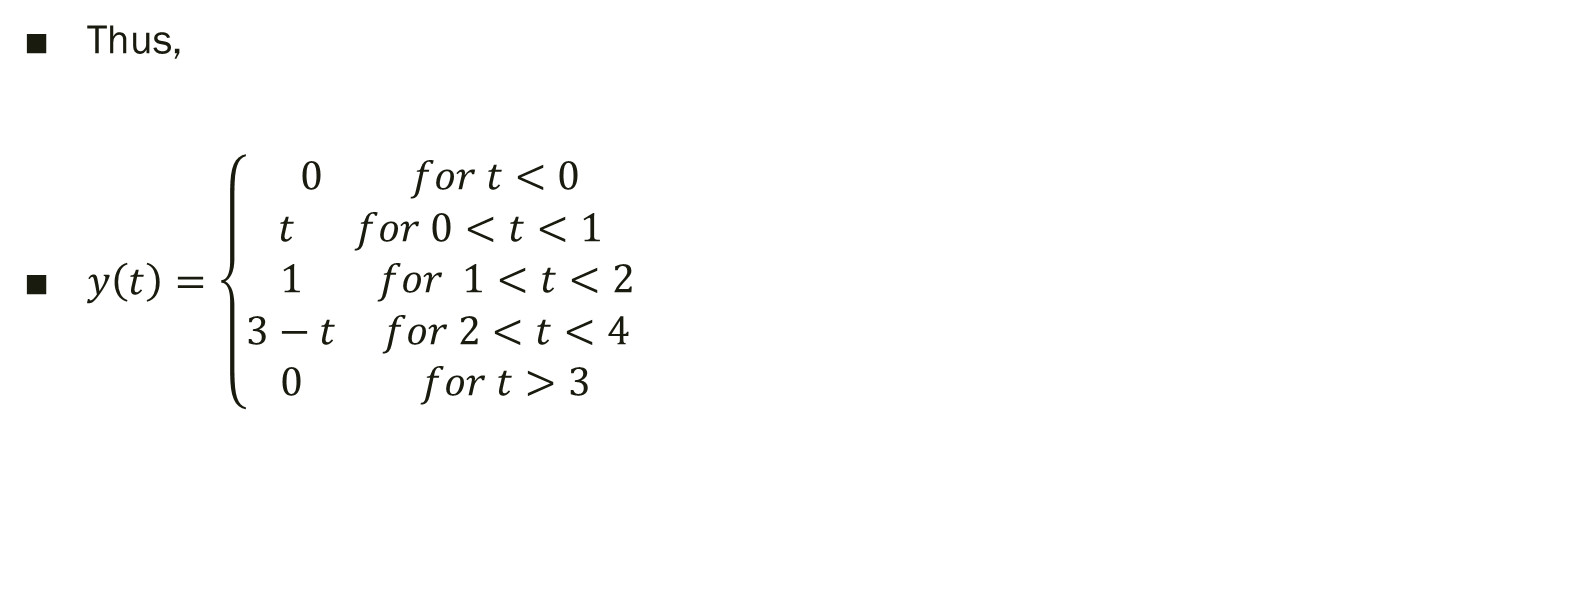 ■ Thus,
0 for t < 0
t for 0 < t < 1
■ y(t) = { 1 for 1 < t < 2
3 − t for 2 < t < 4
0 for t > 3